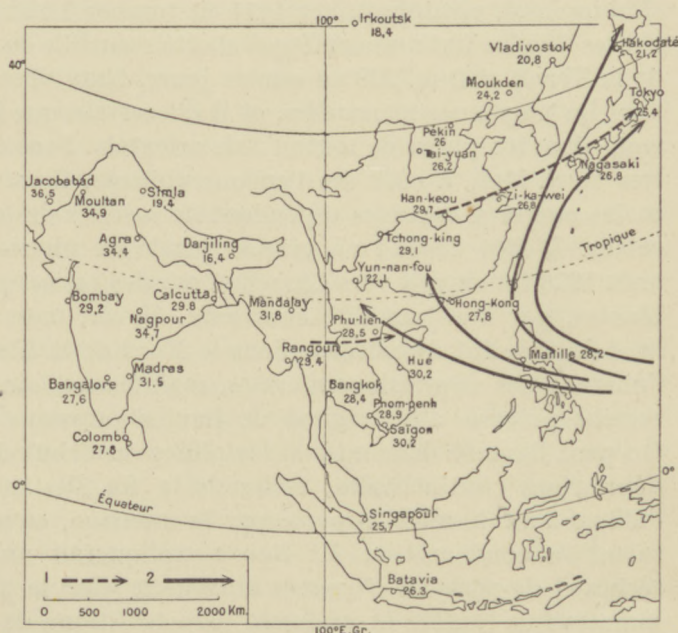 100°
Irkoutsk
18,4
Vladivostok
20,8
Hakodaté
21,2
40°
Moukden
24,2
Tokyo
25,4
Pékin
26
Tai-yuan
26,2
Nagasaki
26,8
Jacobabad
36,5
Moultan
34,9
Simla
19,4
Han-keou
29,7
Zi-ka-wei
26,8
Agra
34,4
Darjiling
16,4
Tchong-king
29,1
Tropique
Yun-nan-fou
22,1
Bombay
29,2
Calcutta
29,8
Mandalay
31,8
Hong-Kong
27,8
Nagpour
34,7
Phu-lien
28,5
Rangoun
29,4
Hué
30,2
Manille 28,2
Madras
31,5
Bangalore
27,6
Bangkok
28,4
Pnom-penh
28,9
Saïgon
30,2
Colombo
27,8
0°
0°
Équateur
Singapour
25,7
1 2
Batavia
26,3
0 500 1000 2000 Km.
100°E.Gr.